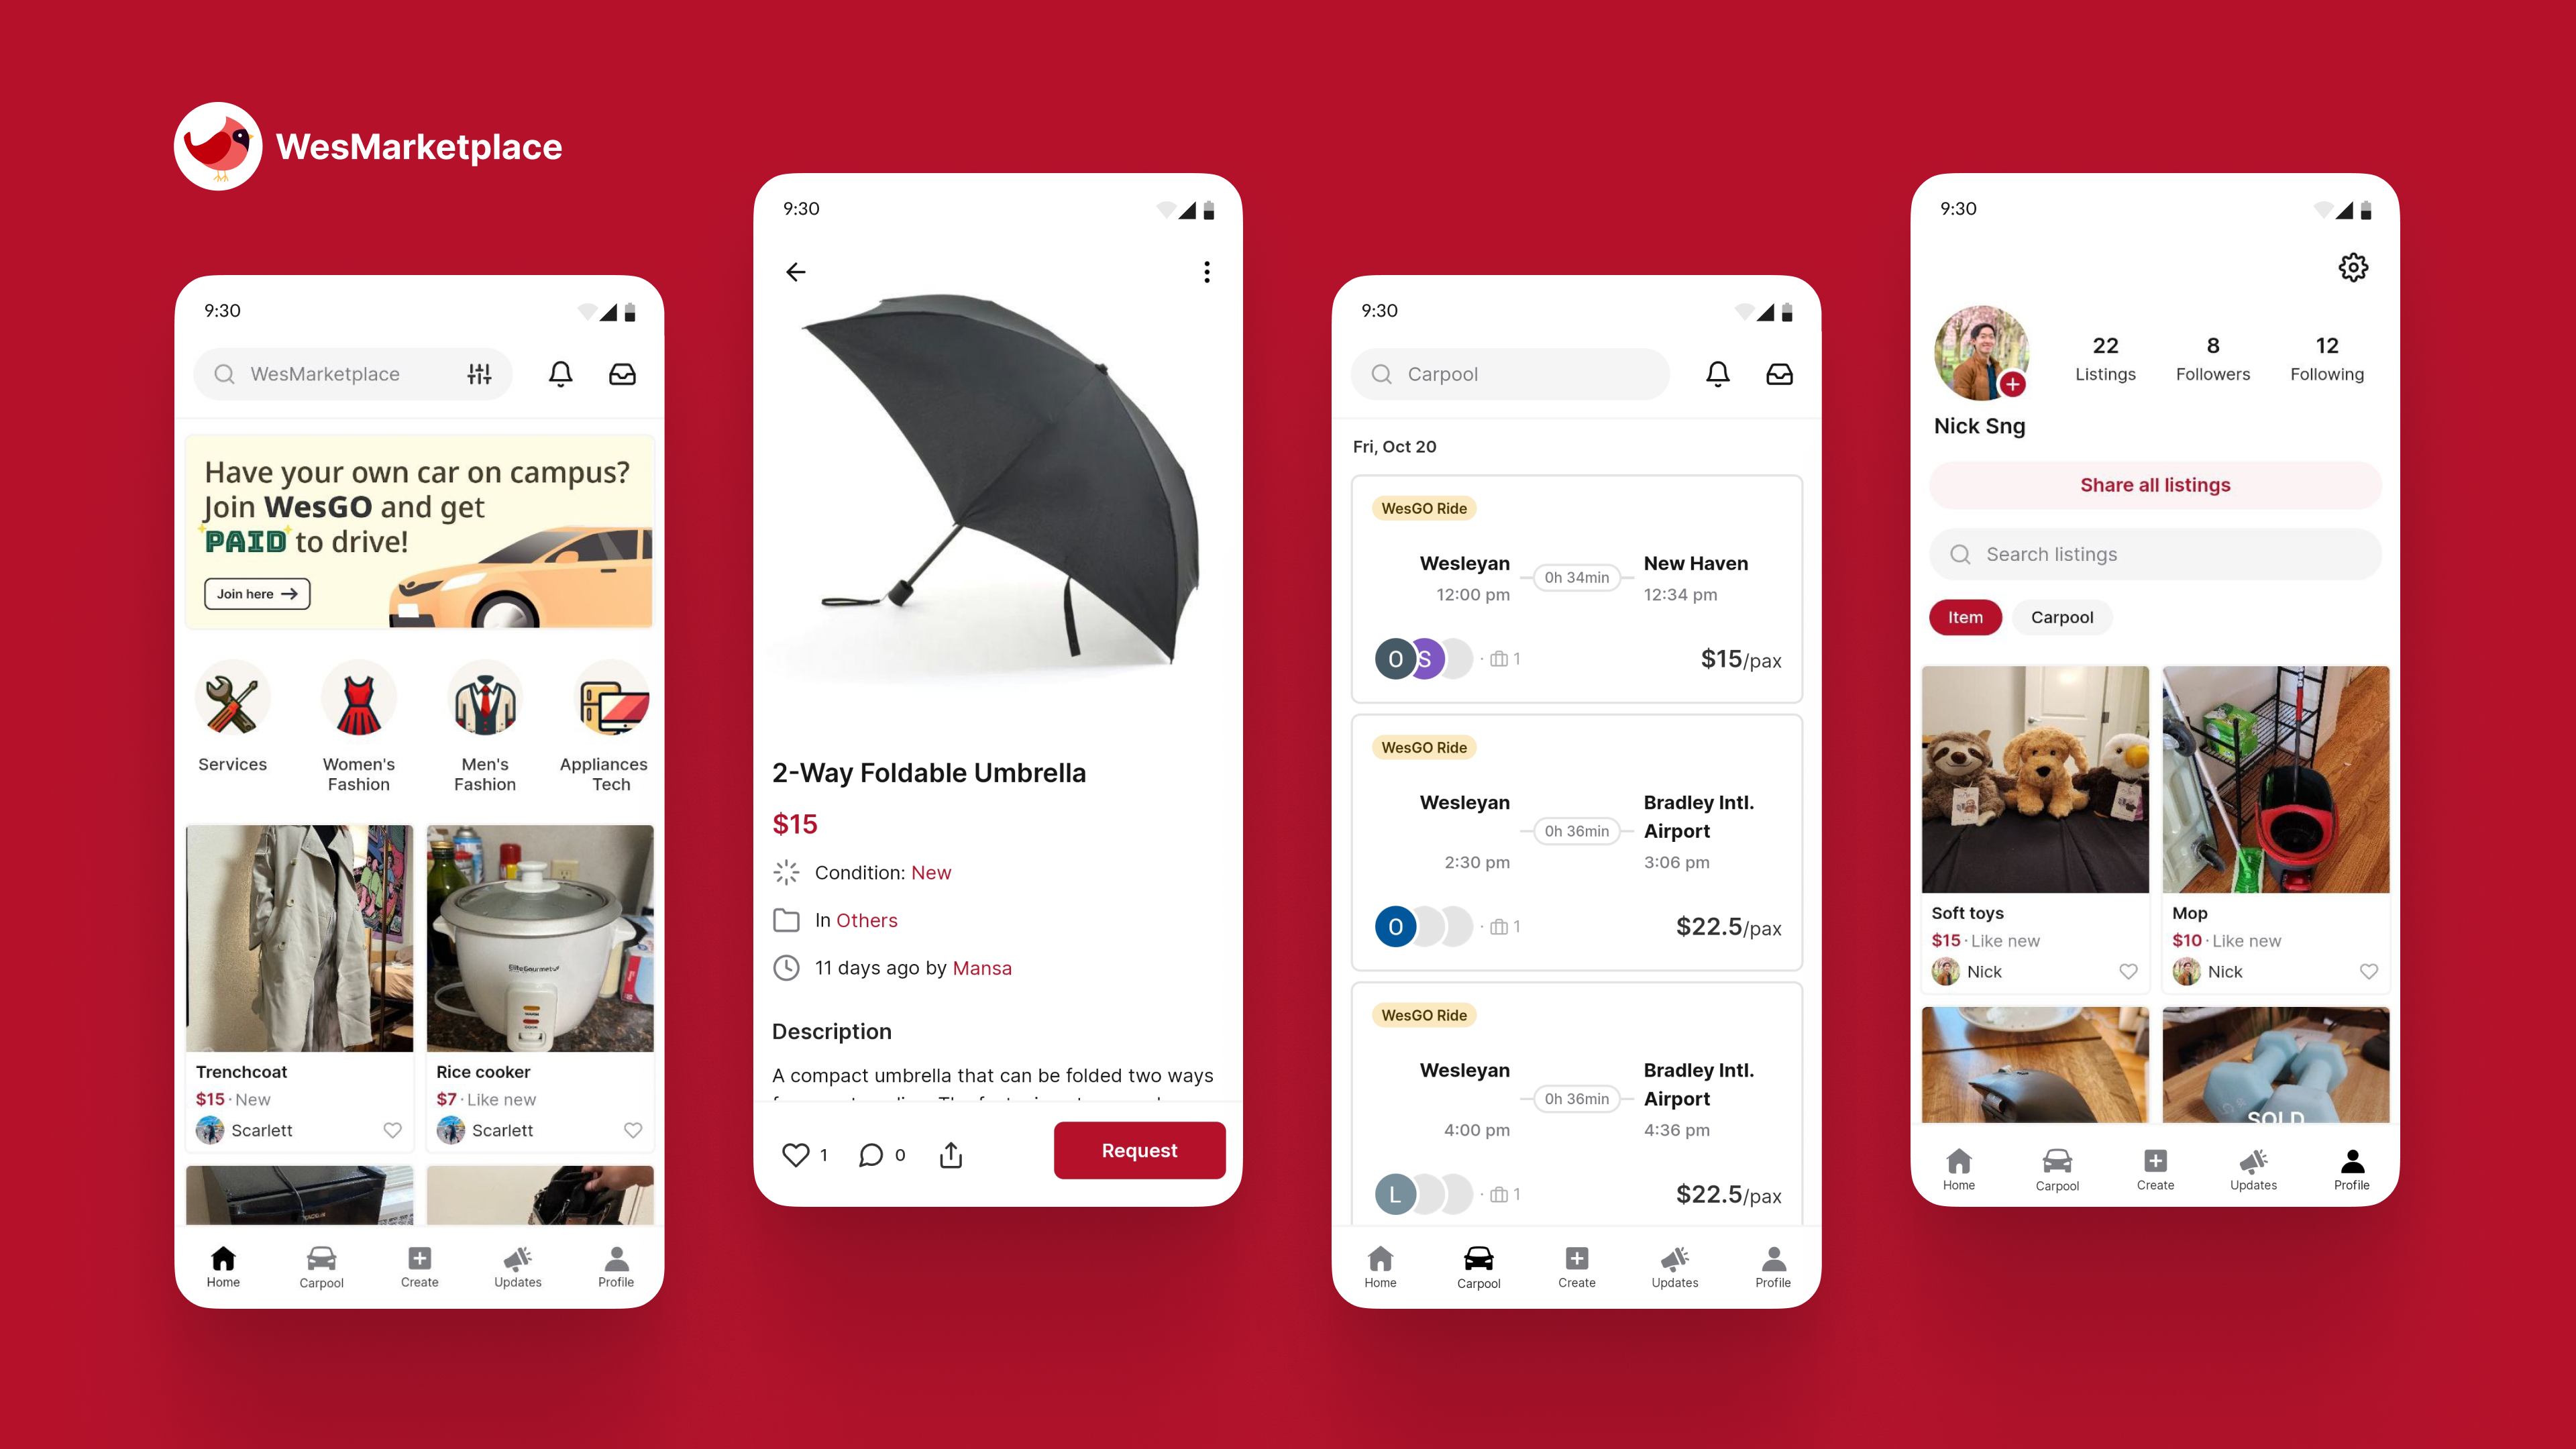 WesMarketplace
9:30
WesMarketplace
Have your own car on campus?
Join WesGO and get
PAID to drive!
Join here →
Services
Women's
Fashion
Men's
Fashion
Appliances
Tech
EliteGourmet
Trenchcoat
$15 · New
Scarlett
Rice cooker
$7 · Like new
Scarlett
Home
Carpool
Create
Updates
Profile
9:30
2-Way Foldable Umbrella
$15
Condition: New
In Others
11 days ago by Mansa
Description
A compact umbrella that can be folded two ways
1
0
Request
9:30
Carpool
Fri, Oct 20
WesGO Ride
Wesleyan
0h 34min
New Haven
12:00 pm
12:34 pm
O
S
· 1
$15/pax
WesGO Ride
Wesleyan
0h 36min
Bradley Intl.
Airport
2:30 pm
3:06 pm
O
· 1
$22.5/pax
WesGO Ride
Wesleyan
0h 36min
Bradley Intl.
Airport
4:00 pm
4:36 pm
L
· 1
$22.5/pax
Home
Carpool
Create
Updates
Profile
9:30
22
Listings
8
Followers
12
Following
Nick Sng
Share all listings
Search listings
Item
Carpool
Soft toys
$15 · Like new
Nick
Mop
$10 · Like new
Nick
SOLD
Home
Carpool
Create
Updates
Profile